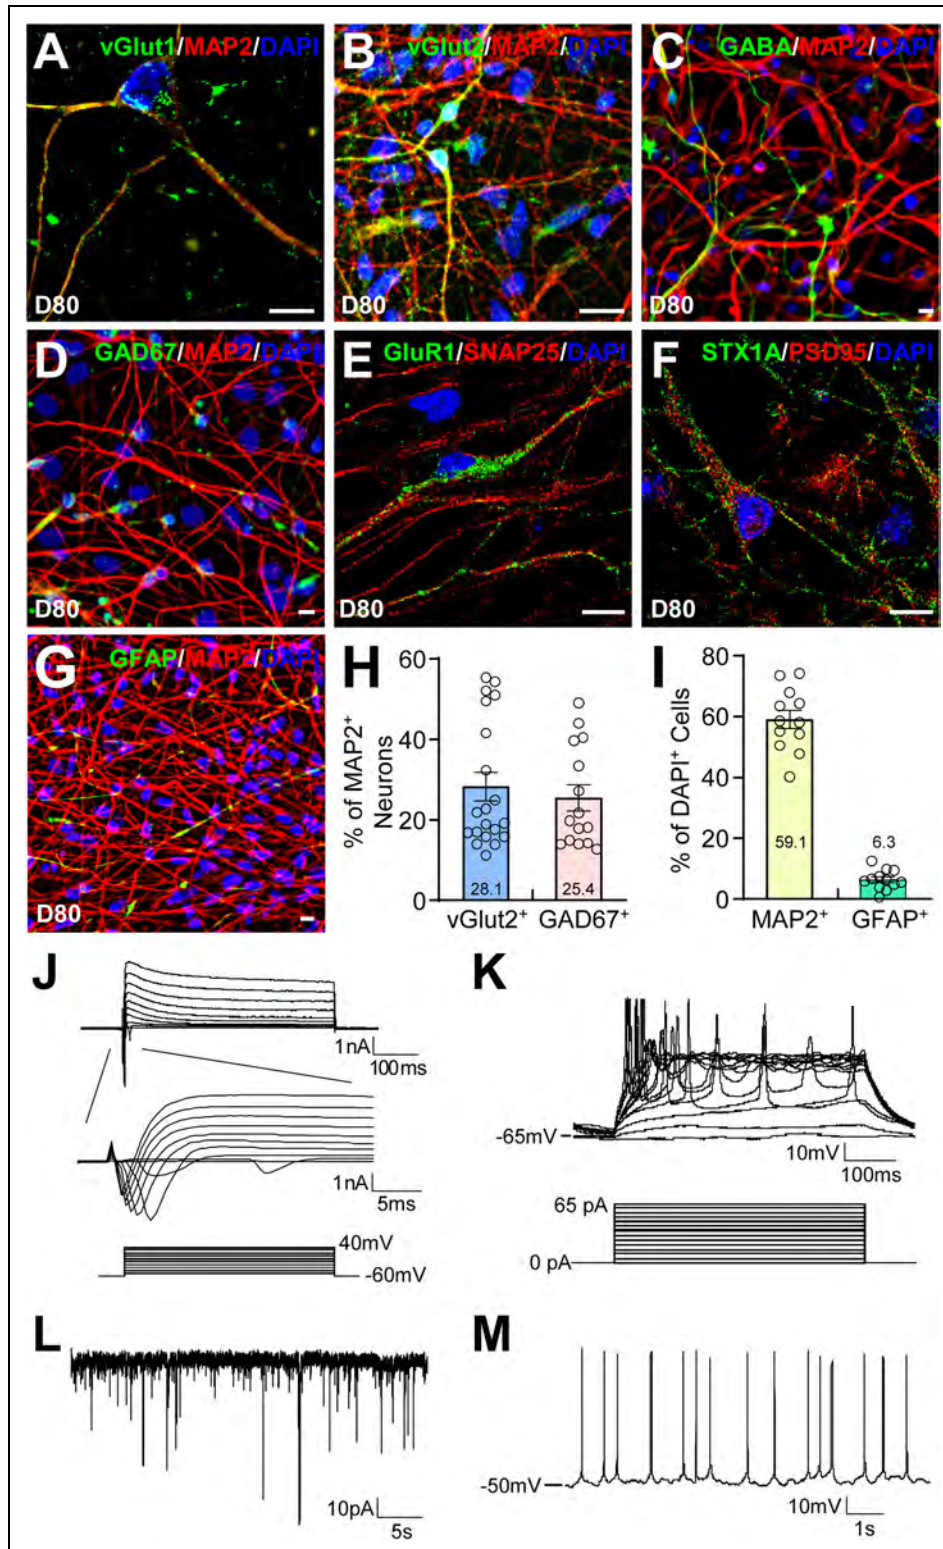 A vGlut1/MAP2/DAPI
D80
B vGlut2/MAP2/DAPI
C GABA/MAP2/DAPI
D GAD67/MAP2/DAPI
D80
E GluR1/SNAP25/DAPI
D80
F STX1A/PSD95/DAPI
D80
G GFAP/MAP2/DAPI
D80
H
% of MAP2⁺
Neurons
60
40
20
0
28.1
25.4
vGlut2⁺
GAD67⁺
I
% of DAPI⁺ Cells
80
60
40
20
0
59.1
6.3
MAP2⁺
GFAP⁺
J
1nA
100ms
1nA
5ms
40mV
-60mV
K
-65mV
10mV
100ms
65 pA
0 pA
L
10pA
5s
M
-50mV
10mV
1s